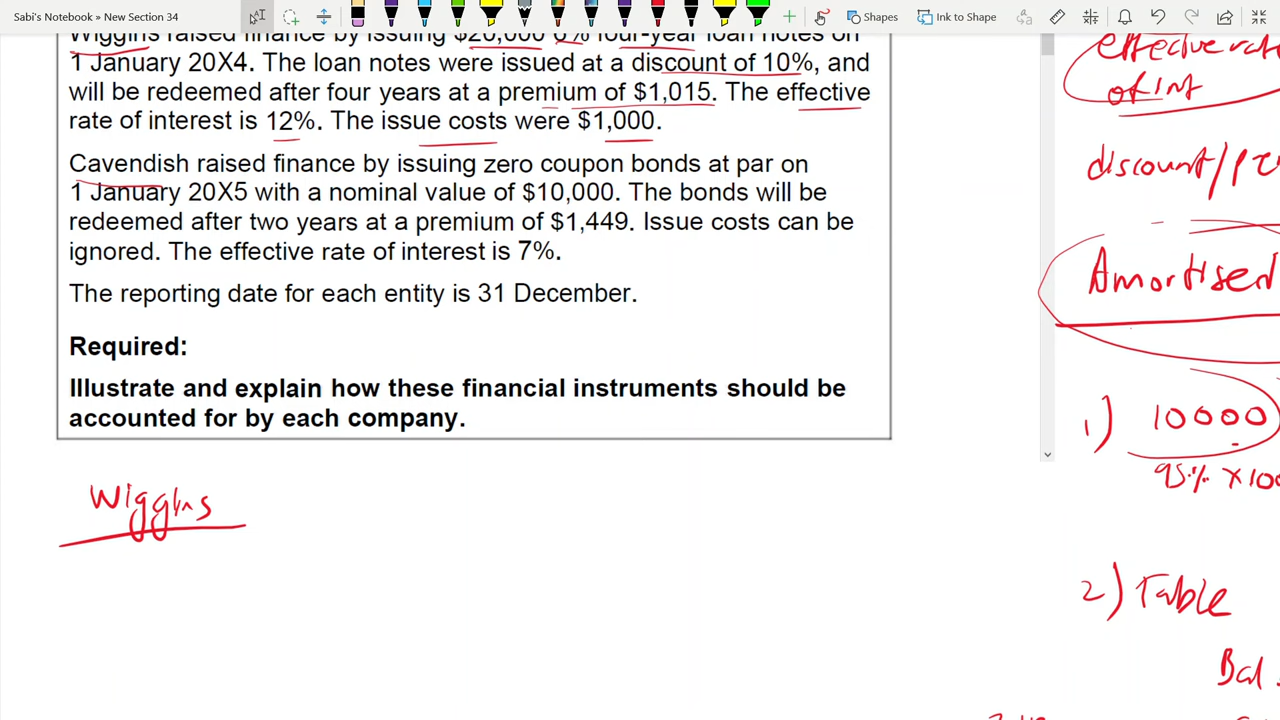 Sabi's Notebook » New Section 34
Shapes
Ink to Shape
Wiggins raised finance by issuing $20,000 6% four-year loan notes on
1 January 20X4. The loan notes were issued at a discount of 10%, and
will be redeemed after four years at a premium of $1,015. The effective
rate of interest is 12%. The issue costs were $1,000.
Cavendish raised finance by issuing zero coupon bonds at par on
1 January 20X5 with a nominal value of $10,000. The bonds will be
redeemed after two years at a premium of $1,449. Issue costs can be
ignored. The effective rate of interest is 7%.
The reporting date for each entity is 31 December.
Required:
Illustrate and explain how these financial instruments should be
accounted for by each company.
Wiggins
effective rate
of Int
discount/
Amortised
1) 10000
95% x
2) Table
Bal